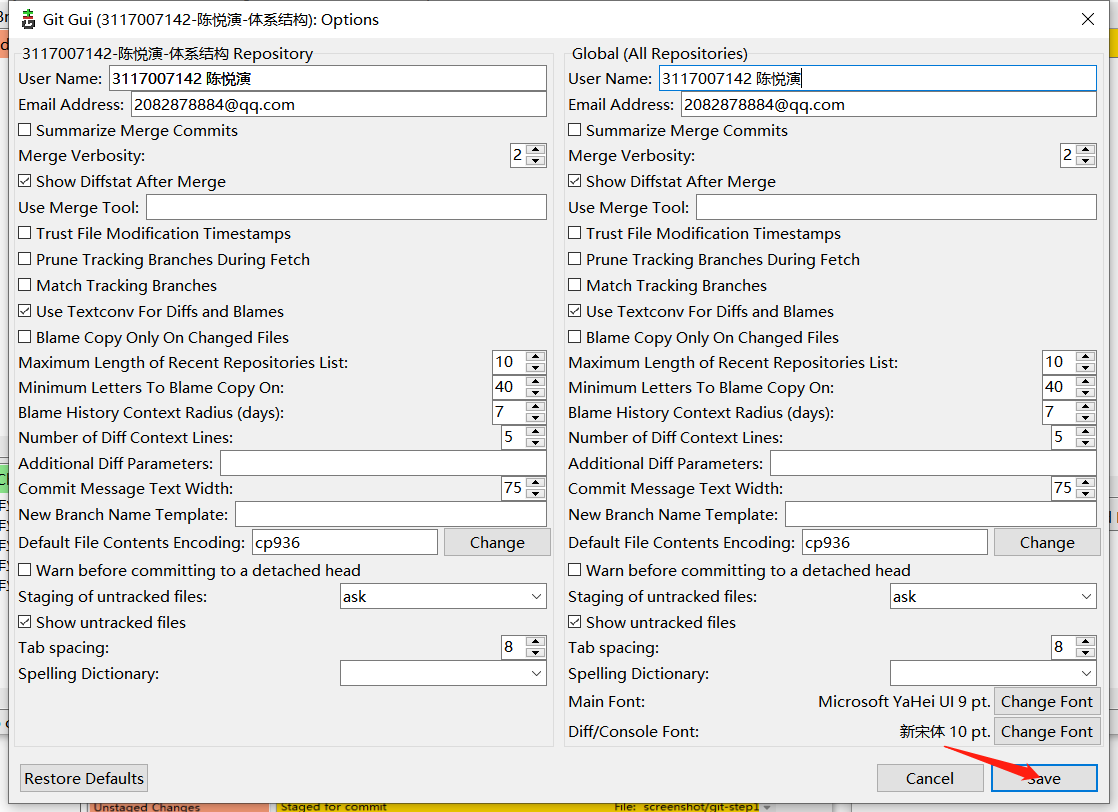 Git Gui (3117007142-陈悦演-体系结构): Options
3117007142-陈悦演-体系结构 Repository
User Name: 3117007142 陈悦演
Email Address: 2082878884@qq.com
Summarize Merge Commits
Merge Verbosity: 2
Show Diffstat After Merge
Use Merge Tool:
Trust File Modification Timestamps
Prune Tracking Branches During Fetch
Match Tracking Branches
Use Textconv For Diffs and Blames
Blame Copy Only On Changed Files
Maximum Length of Recent Repositories List: 10
Minimum Letters To Blame Copy On: 40
Blame History Context Radius (days): 7
Number of Diff Context Lines: 5
Additional Diff Parameters:
Commit Message Text Width: 75
New Branch Name Template:
Default File Contents Encoding: cp936 Change
Warn before committing to a detached head
Staging of untracked files: ask
Show untracked files
Tab spacing: 8
Spelling Dictionary:
Global (All Repositories)
User Name: 3117007142 陈悦演
Email Address: 2082878884@qq.com
Summarize Merge Commits
Merge Verbosity: 2
Show Diffstat After Merge
Use Merge Tool:
Trust File Modification Timestamps
Prune Tracking Branches During Fetch
Match Tracking Branches
Use Textconv For Diffs and Blames
Blame Copy Only On Changed Files
Maximum Length of Recent Repositories List: 10
Minimum Letters To Blame Copy On: 40
Blame History Context Radius (days): 7
Number of Diff Context Lines: 5
Additional Diff Parameters:
Commit Message Text Width: 75
New Branch Name Template:
Default File Contents Encoding: cp936 Change
Warn before committing to a detached head
Staging of untracked files: ask
Show untracked files
Tab spacing: 8
Spelling Dictionary:
Main Font: Microsoft YaHei UI 9 pt. Change Font
Diff/Console Font: 新宋体 10 pt. Change Font
Restore Defaults Cancel Save
Unstaged Changes Staged for commit File: screenshot/git-step1